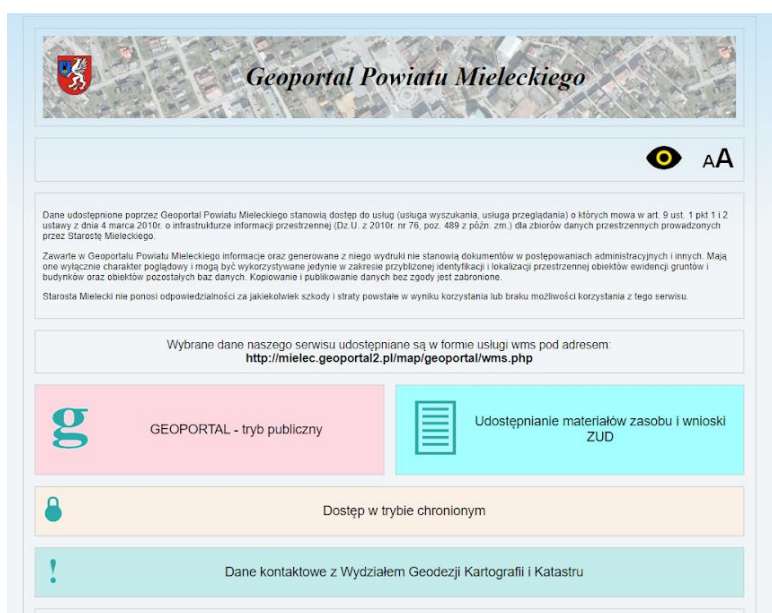 Geoportal Powiatu Mieleckiego
AA
Dane udostępnione poprzez Geoportal Powiatu Mieleckiego stanowią dostęp do usług (usługa wyszukania, usługa przeglądania) o których mowa w art. 9 ust. 1 pkt 1 i 2
ustawy z dnia 4 marca 2010r. o infrastrukturze informacji przestrzennej (Dz.U. z 2010r. nr 76, poz. 489 z późn. zm.) dla zbiorów danych przestrzennych prowadzonych
przez Starostę Mieleckiego.
Zawarte w Geoportalu Powiatu Mieleckiego informacje oraz generowane z niego wydruki nie stanowią dokumentów w postępowaniach administracyjnych i innych. Mają
one wyłącznie charakter poglądowy i mogą być wykorzystywane jedynie w zakresie przybliżonej identyfikacji i lokalizacji przestrzennej obiektów ewidencji gruntów i
budynków oraz obiektów pozostałych baz danych. Kopiowanie i publikowanie danych bez zgody jest zabronione.
Starosta Mielecki nie ponosi odpowiedzialności za jakiekolwiek szkody i straty powstałe w wyniku korzystania lub braku możliwości korzystania z tego serwisu.
Wybrane dane naszego serwisu udostępniane są w formie usługi wms pod adresem:
http://mielec.geoportal2.pl/map/geoportal/wms.php
g
GEOPORTAL - tryb publiczny
Udostępnianie materiałów zasobu i wnioski
ZUD
Dostęp w trybie chronionym
! Dane kontaktowe z Wydziałem Geodezji Kartografii i Katastru